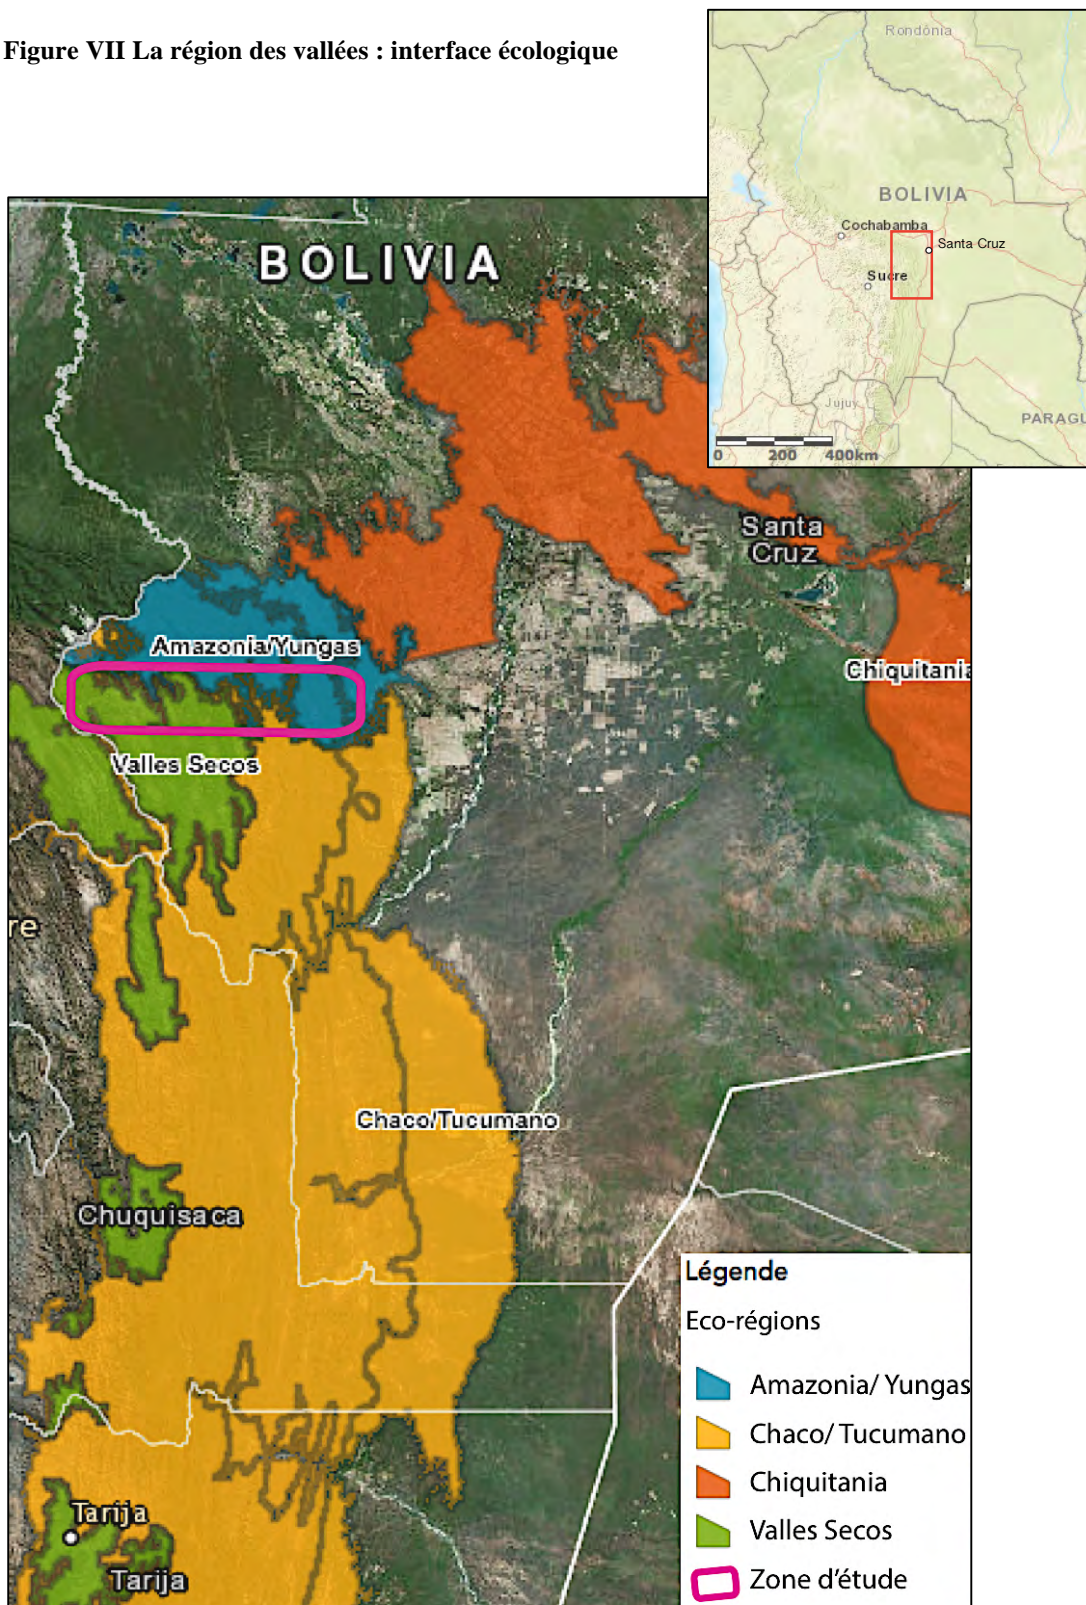 Figure VII La région des vallées : interface écologique
Rondônia
BOLIVIA
Cochabamba
Santa Cruz
Sucre
Jujuy
PARAGU
0 200 400km
BOLIVIA
Santa
Cruz
Amazonia/Yungas
Chiquitania
Valles Secos
re
Chaco/Tucumano
Chuquisaca
Tarija
Tarija
Légende
Eco-régions
Amazonia/ Yungas
Chaco/ Tucumano
Chiquitania
Valles Secos
Zone d'étude